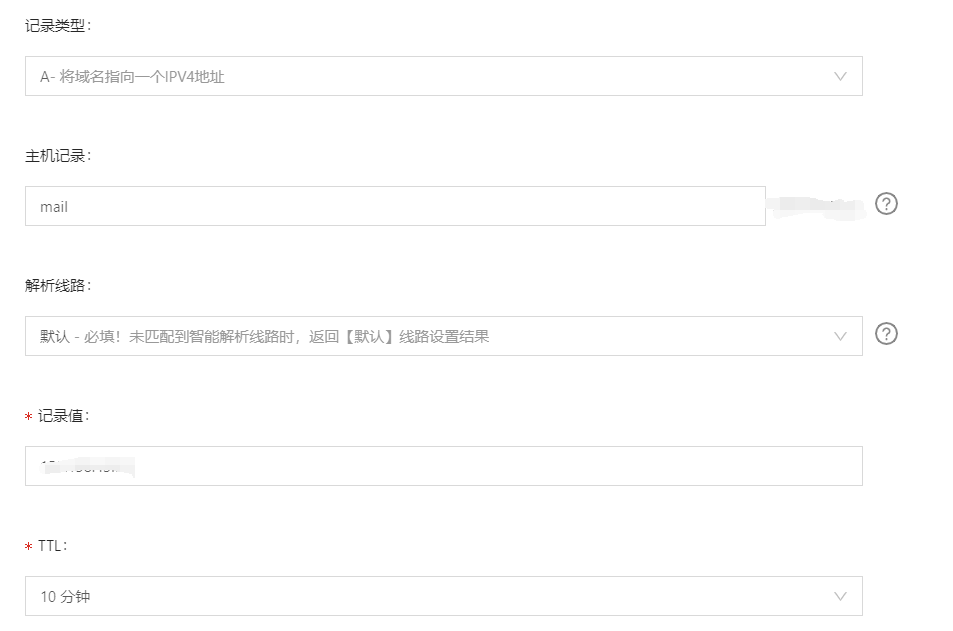 记录类型：
A- 将域名指向一个IPV4地址
主机记录：
mail
?
解析线路：
默认 - 必填！未匹配到智能解析线路时，返回【默认】线路设置结果
?
* 记录值：
* TTL：
10 分钟